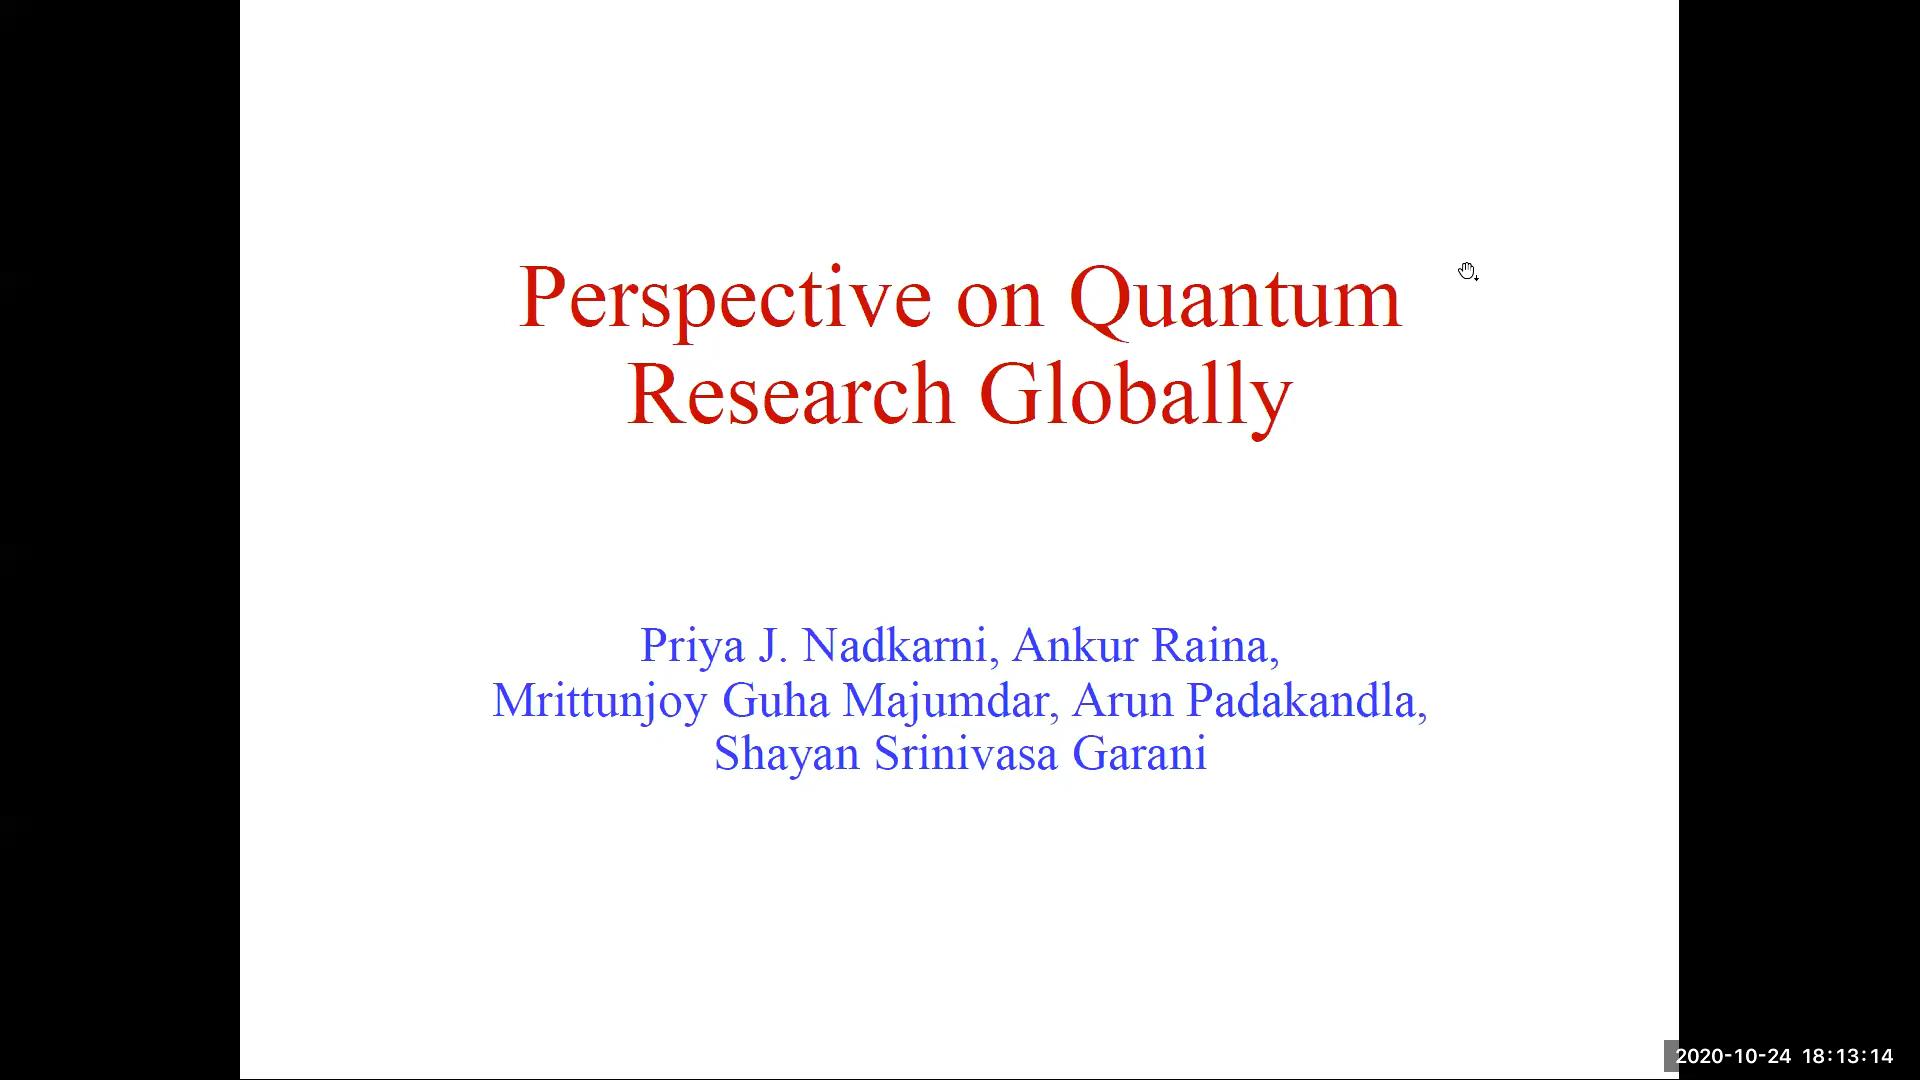 Perspective on Quantum
Research Globally
Priya J. Nadkarni, Ankur Raina,
Mrittunjoy Guha Majumdar, Arun Padakandla,
Shayan Srinivasa Garani
2020-10-24 18:13:14